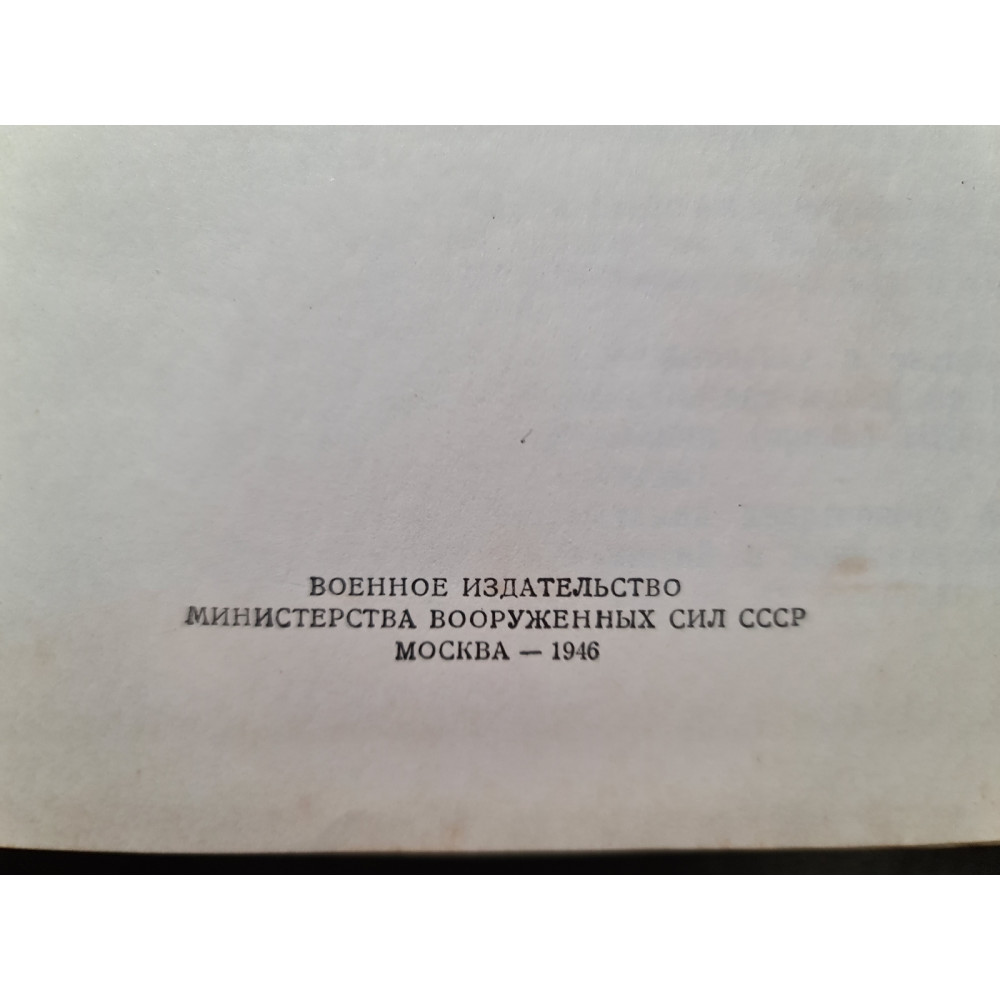 ВОЕННОЕ ИЗДАТЕЛЬСТВО
МИНИСТЕРСТВА ВООРУЖЕННЫХ СИЛ СССР
МОСКВА — 1946